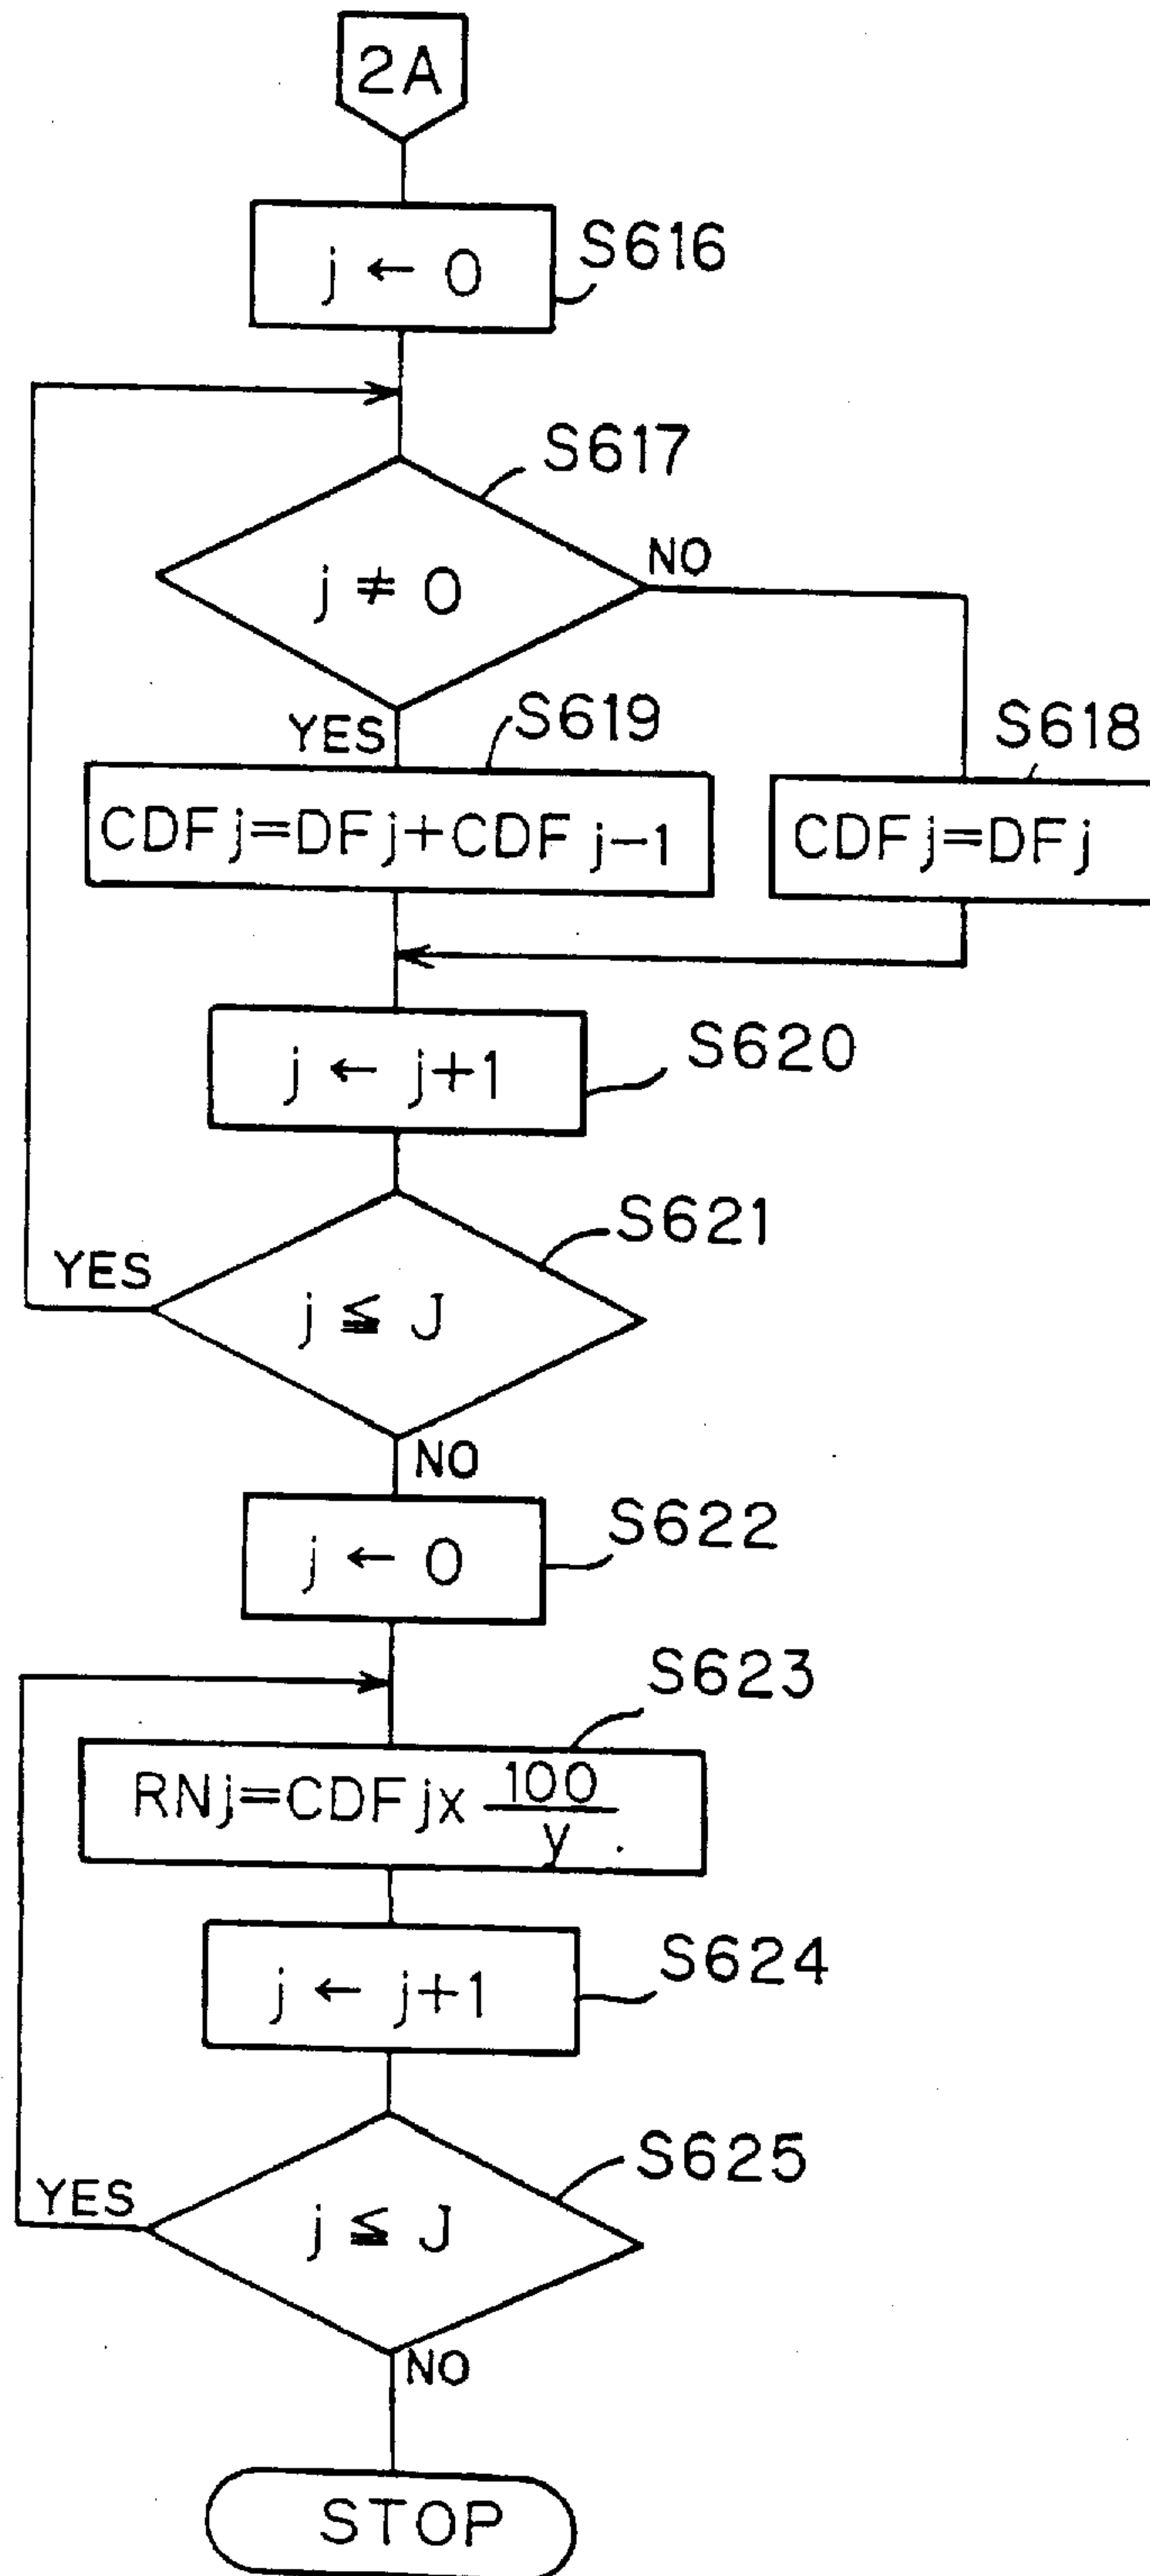 2A
j ← 0
S616
S617
j ≠ 0
NO
YES
S619
S618
CDFj=DFj+CDFj-1
CDFj=DFj
j ← j+1
S620
S621
YES
j ≦ J
NO
j ← 0
S622
S623
RNj=CDFjx 100/y
j ← j+1
S624
S625
YES
j ≦ J
NO
STOP